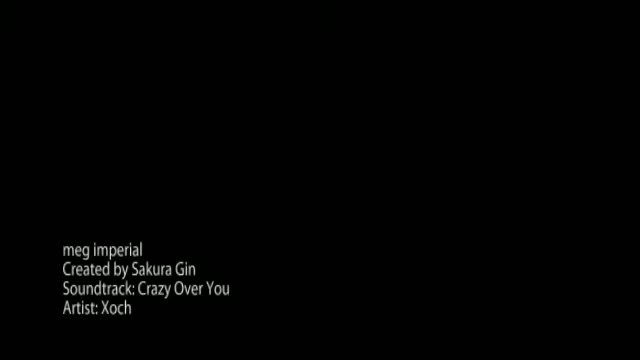 meg imperial
Created by Sakura Gin
Soundtrack: Crazy Over You
Artist: Xoch